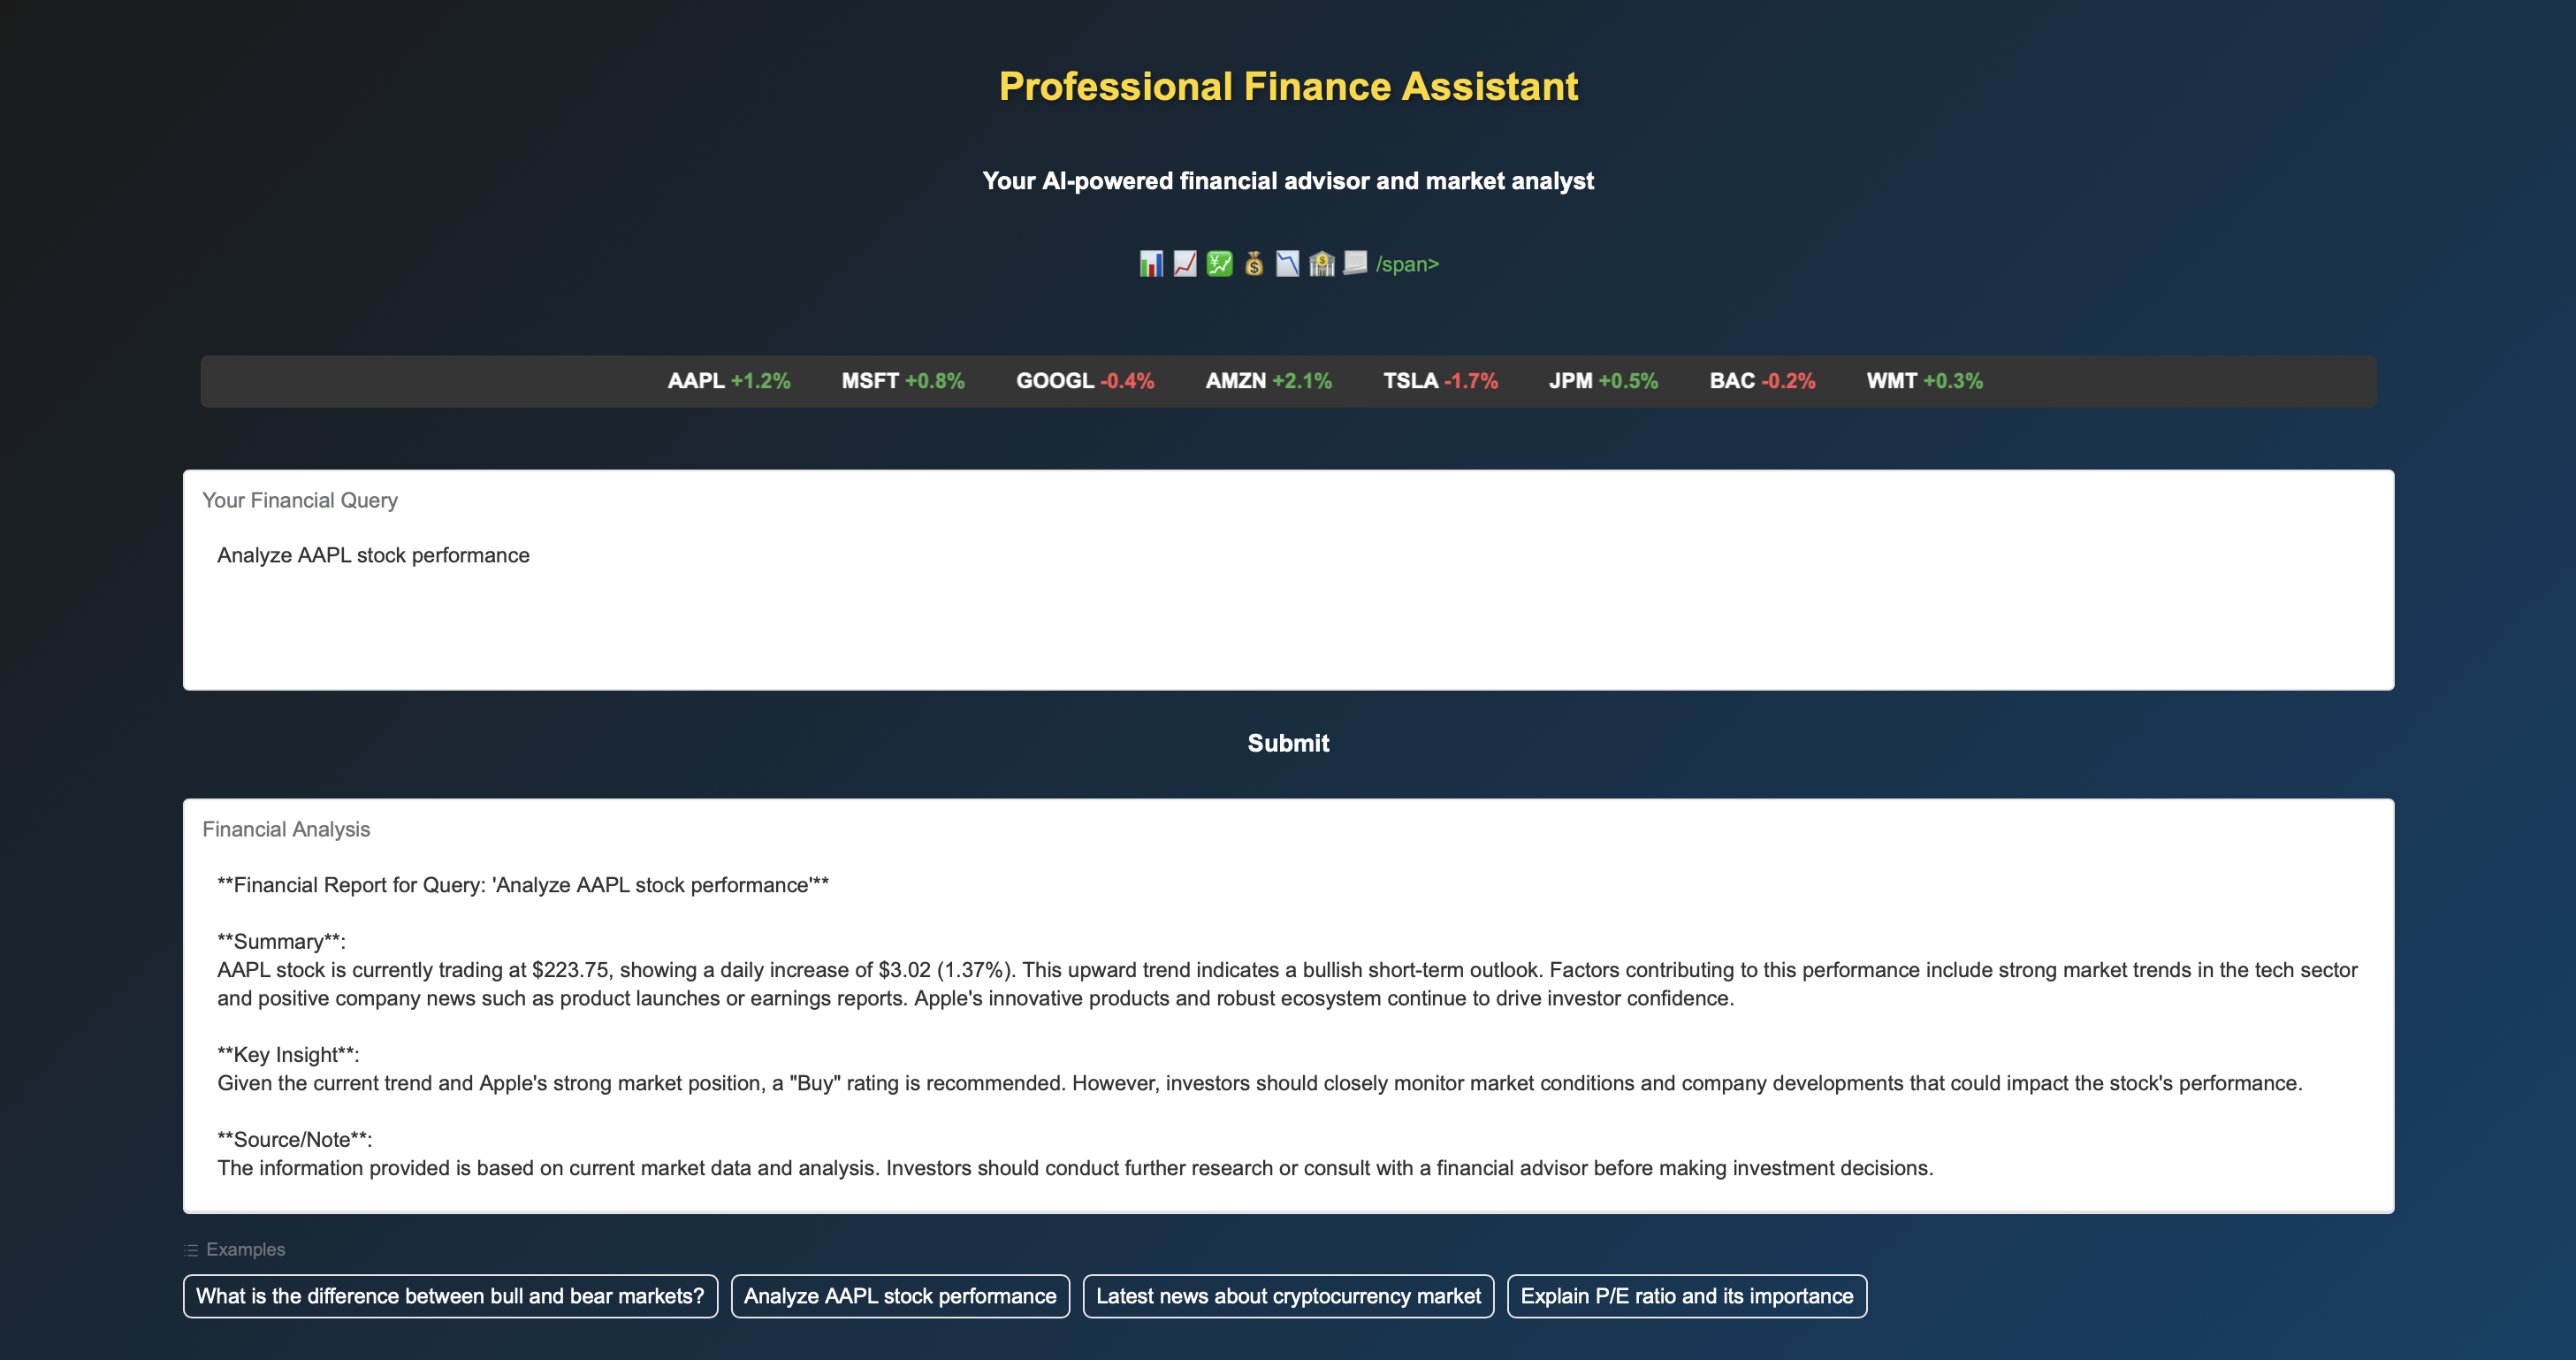 Professional Finance Assistant
Your AI-powered financial advisor and market analyst
/span>
AAPL +1.2% MSFT +0.8% GOOGL -0.4% AMZN +2.1% TSLA -1.7% JPM +0.5% BAC -0.2% WMT +0.3%
Your Financial Query
Analyze AAPL stock performance
Submit
Financial Analysis
**Financial Report for Query: 'Analyze AAPL stock performance'**
**Summary**:
AAPL stock is currently trading at $223.75, showing a daily increase of $3.02 (1.37%). This upward trend indicates a bullish short-term outlook. Factors contributing to this performance include strong market trends in the tech sector
and positive company news such as product launches or earnings reports. Apple's innovative products and robust ecosystem continue to drive investor confidence.
**Key Insight**:
Given the current trend and Apple's strong market position, a "Buy" rating is recommended. However, investors should closely monitor market conditions and company developments that could impact the stock's performance.
**Source/Note**:
The information provided is based on current market data and analysis. Investors should conduct further research or consult with a financial advisor before making investment decisions.
Examples
What is the difference between bull and bear markets? Analyze AAPL stock performance Latest news about cryptocurrency market Explain P/E ratio and its importance